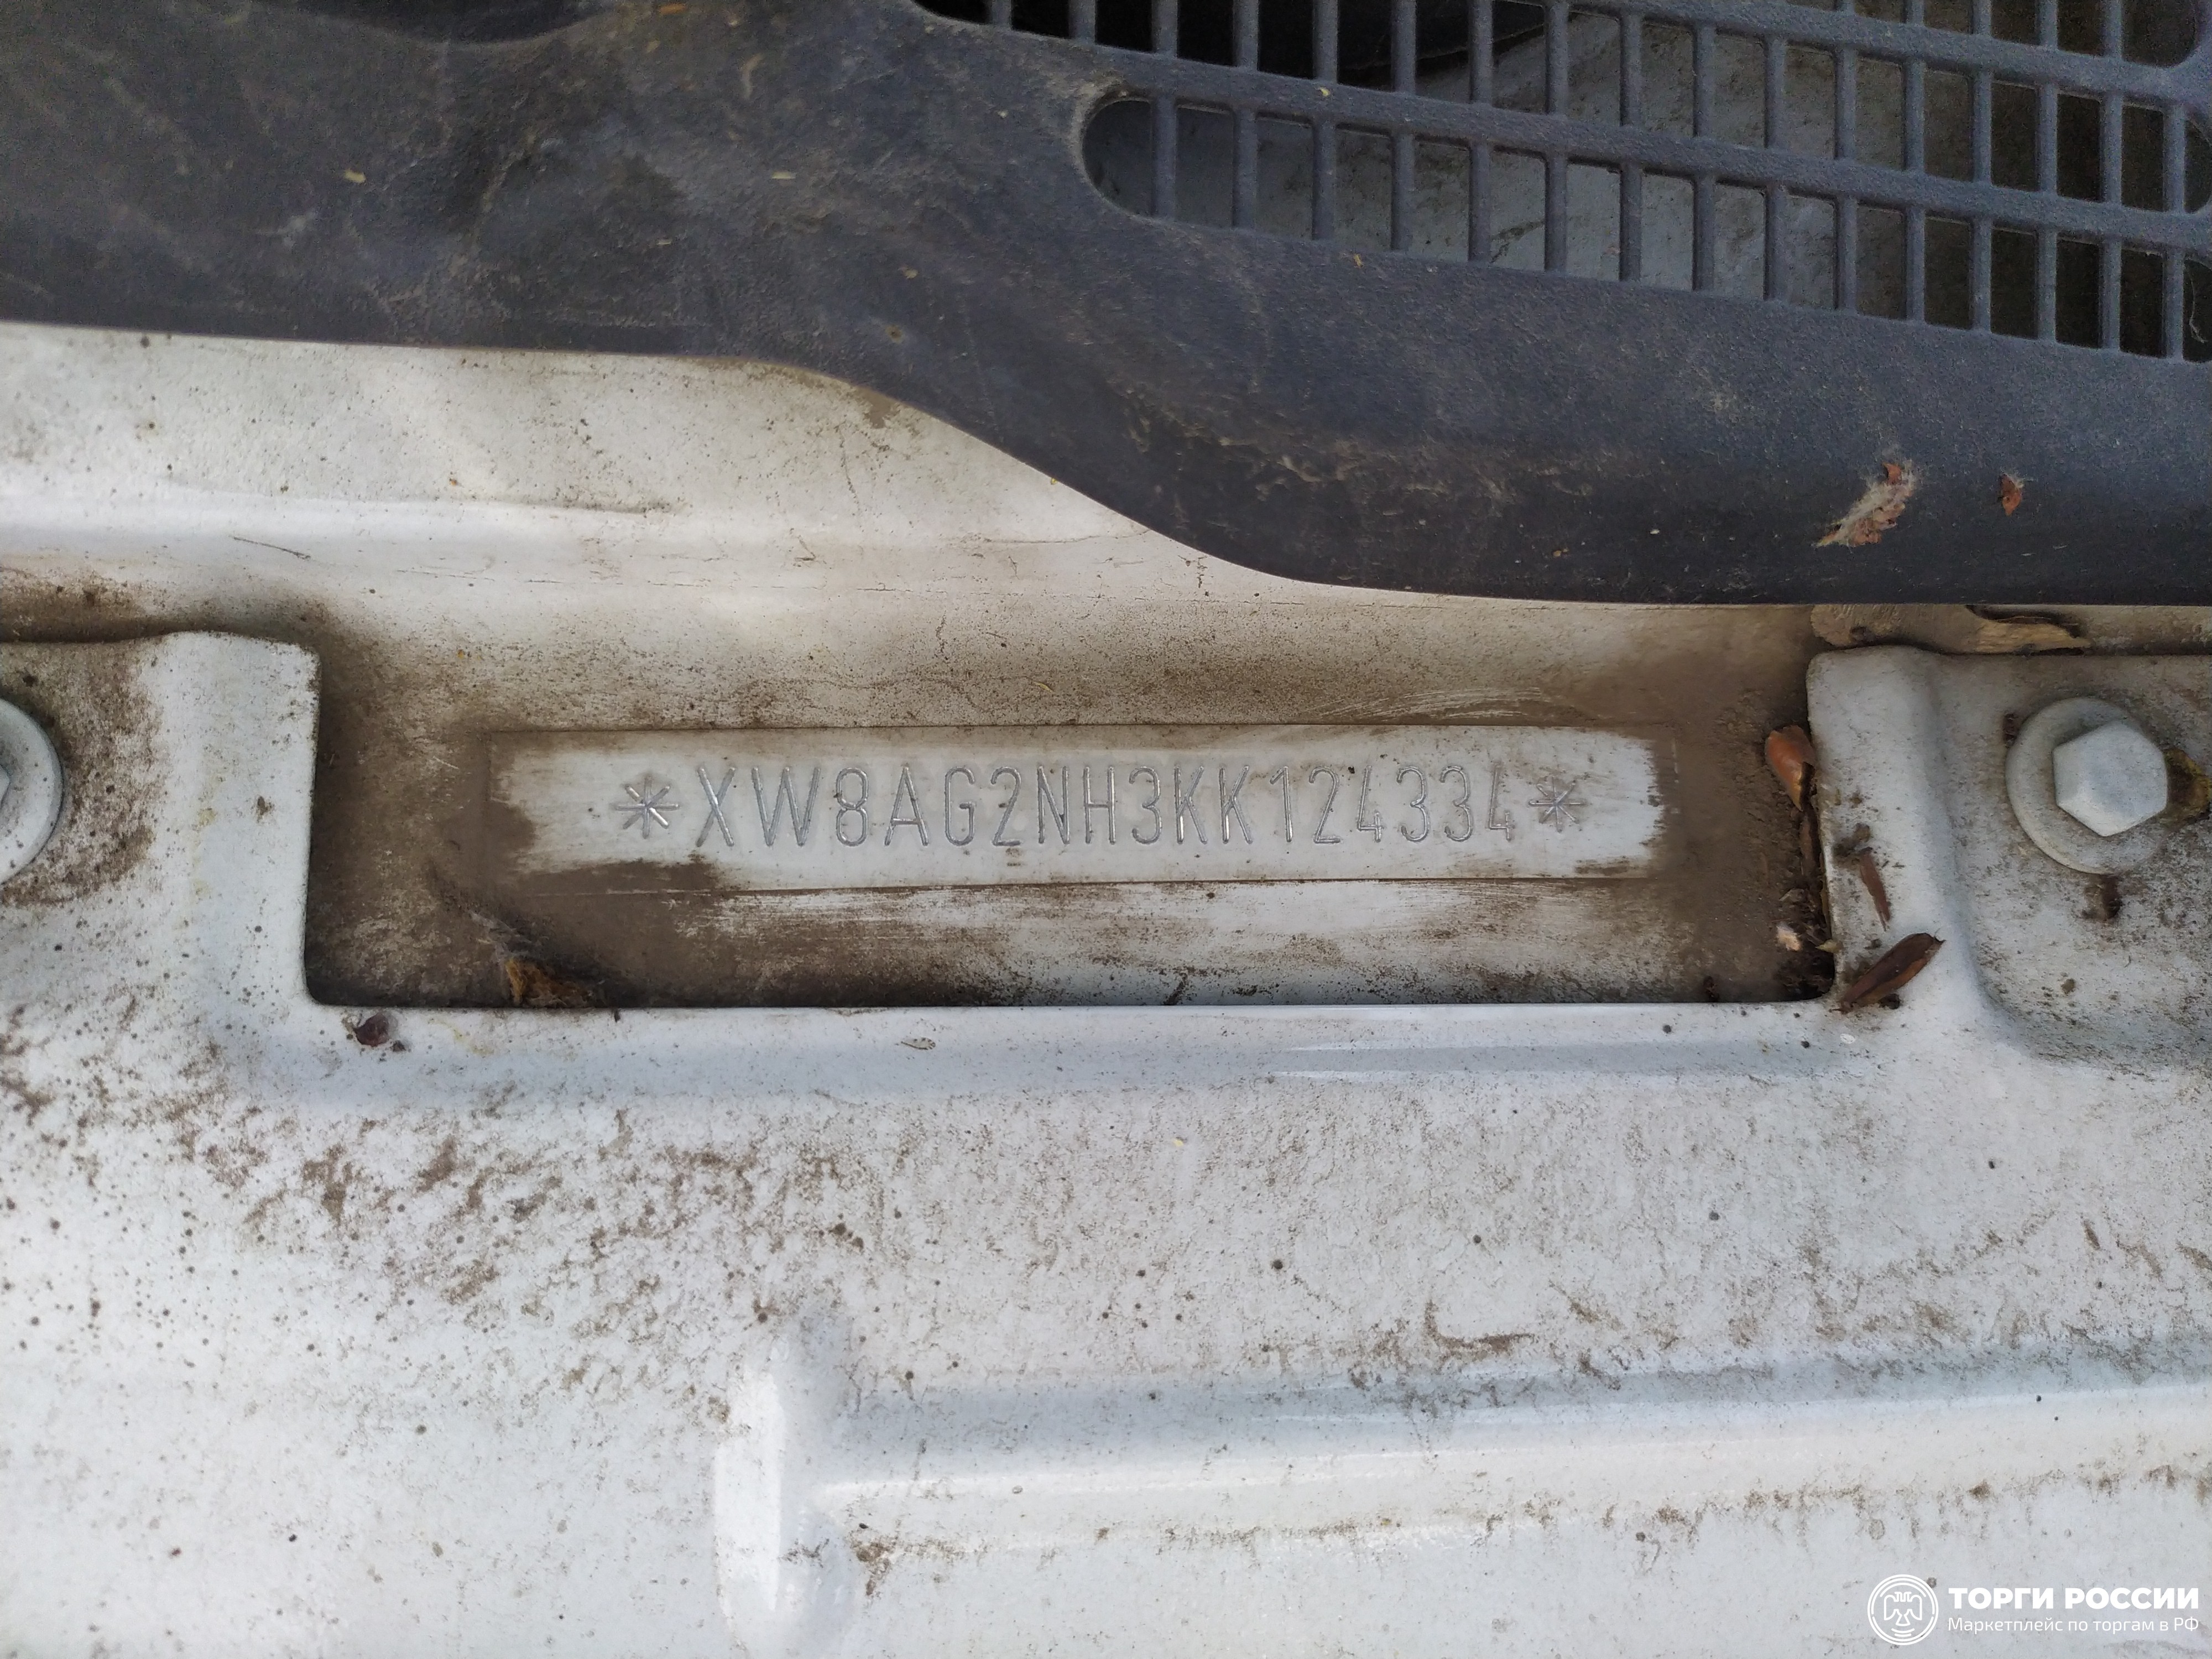 *XW8AG2NH3KK124334*
ТОРГИ РОССИИ
Маркетплейс по торгам в РФ